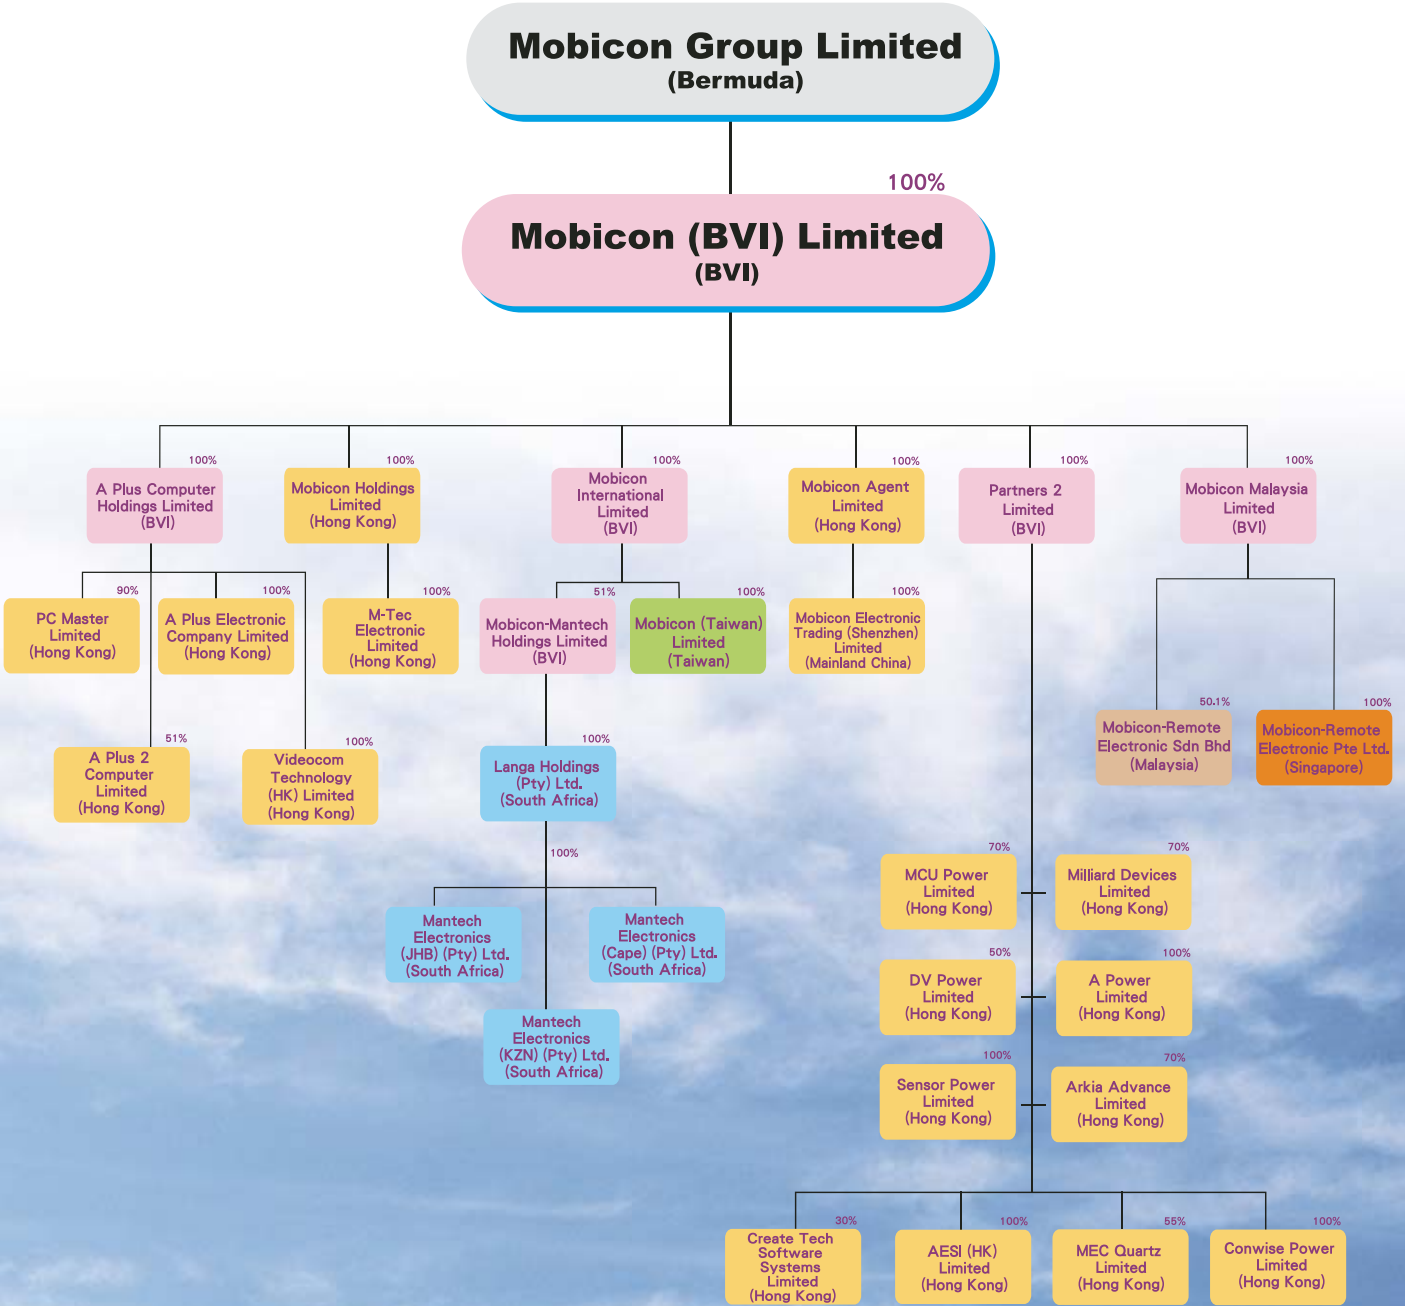 Mobicon Group Limited
(Bermuda)
100%
Mobicon (BVI) Limited
(BVI)
100%
A Plus Computer
Holdings Limited
(BVI)
100%
Mobicon Holdings
Limited
(Hong Kong)
100%
Mobicon
International
Limited
(BVI)
100%
Mobicon Agent
Limited
(Hong Kong)
100%
Partners 2
Limited
(BVI)
100%
Mobicon Malaysia
Limited
(BVI)
90%
PC Master
Limited
(Hong Kong)
100%
A Plus Electronic
Company Limited
(Hong Kong)
100%
M-Tec
Electronic
Limited
(Hong Kong)
51%
Mobicon-Mantech
Holdings Limited
(BVI)
100%
Mobicon (Taiwan)
Limited
(Taiwan)
100%
Mobicon Electronic
Trading (Shenzhen)
Limited
(Mainland China)
50.1%
Mobicon-Remote
Electronic Sdn Bhd
(Malaysia)
100%
Mobicon-Remote
Electronic Pte Ltd.
(Singapore)
51%
A Plus 2
Computer
Limited
(Hong Kong)
100%
Videocom
Technology
(HK) Limited
(Hong Kong)
100%
Langa Holdings
(Pty) Ltd.
(South Africa)
100%
Mantech
Electronics
(JHB) (Pty) Ltd.
(South Africa)
Mantech
Electronics
(Cape) (Pty) Ltd.
(South Africa)
Mantech
Electronics
(KZN) (Pty) Ltd.
(South Africa)
70%
MCU Power
Limited
(Hong Kong)
70%
Milliard Devices
Limited
(Hong Kong)
50%
DV Power
Limited
(Hong Kong)
100%
A Power
Limited
(Hong Kong)
100%
Sensor Power
Limited
(Hong Kong)
70%
Arkia Advance
Limited
(Hong Kong)
30%
Create Tech
Software
Systems
Limited
(Hong Kong)
100%
AESI (HK)
Limited
(Hong Kong)
55%
MEC Quartz
Limited
(Hong Kong)
100%
Conwise Power
Limited
(Hong Kong)